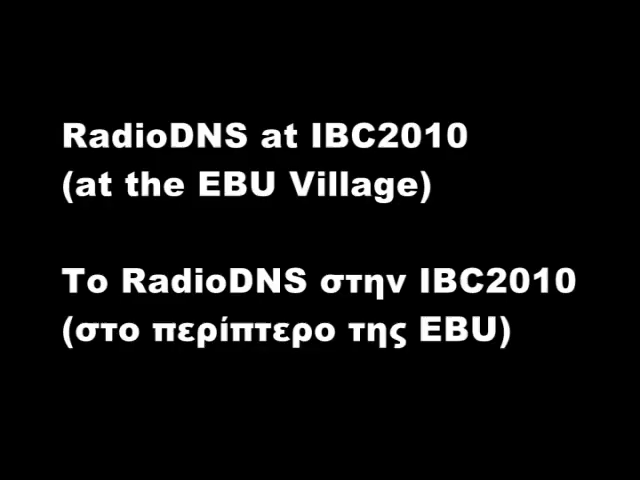 RadioDNS at IBC2010
(at the EBU Village)
Το RadioDNS στην IBC2010
(στο περίπτερο της EBU)